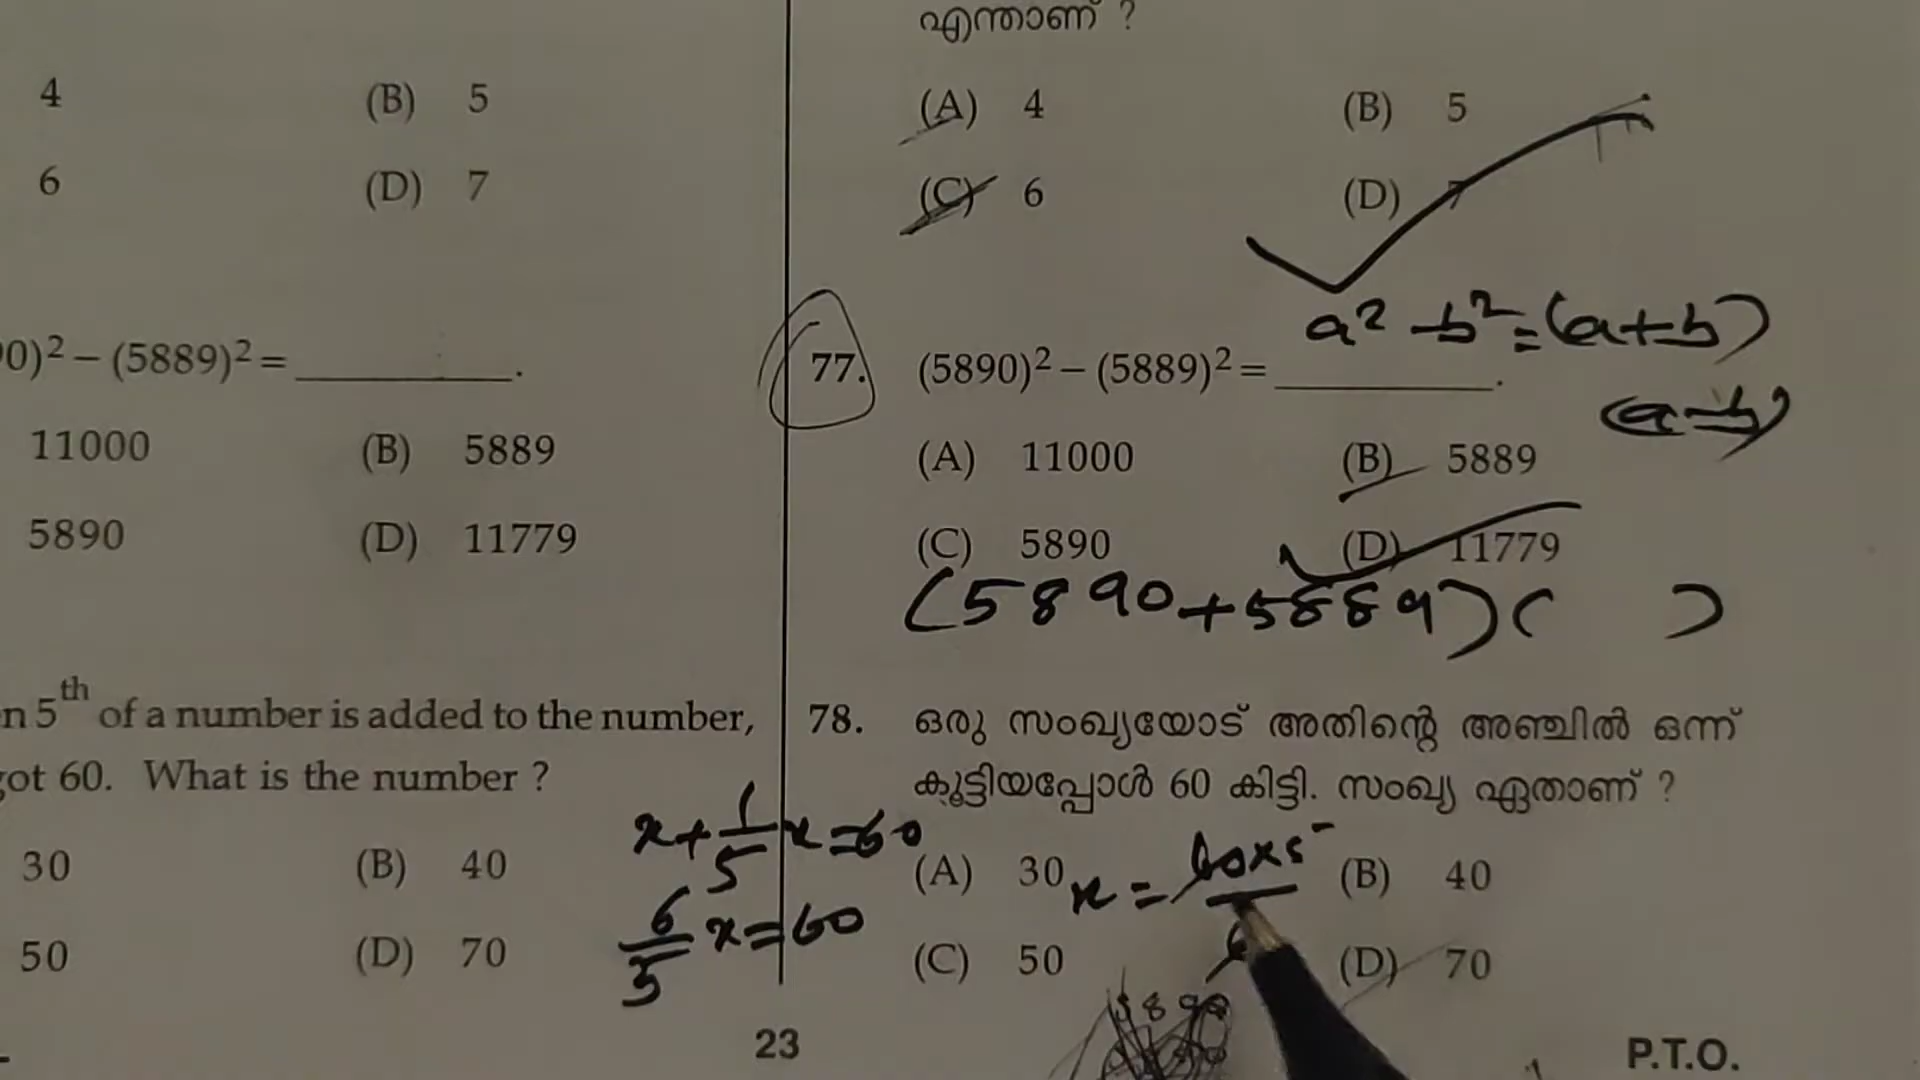 4 (B) 5
6 (D) 7
0)² – (5889)² = ________.
11000 (B) 5889
5890 (D) 11779
n 5th of a number is added to the number,
got 60. What is the number ?
x + 1/5 x = 60
30 (B) 40
6/5 x = 60
50 (D) 70
എന്താണ് ?
(A) 4 (B) 5
(C) 6 (D) 7
a² - b² = (a+b)
(a-b)
77. (5890)² – (5889)² = ________.
(A) 11000 (B) 5889
(C) 5890 (D) 11779
(5890+5889)( )
78. ഒരു സംഖ്യയോട് അതിന്റെ അഞ്ചിൽ ഒന്ന്
കൂട്ടിയപ്പോൾ 60 കിട്ടി. സംഖ്യ ഏതാണ് ?
(A) 30 (B) 40
x = 60x5/6
(C) 50 (D) 70
5890
23
P.T.O.